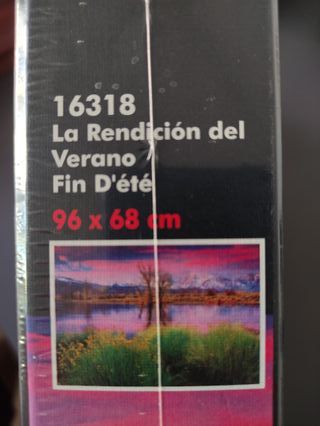 16318
La Rendición del
Verano
Fin D'été
96 x 68 cm